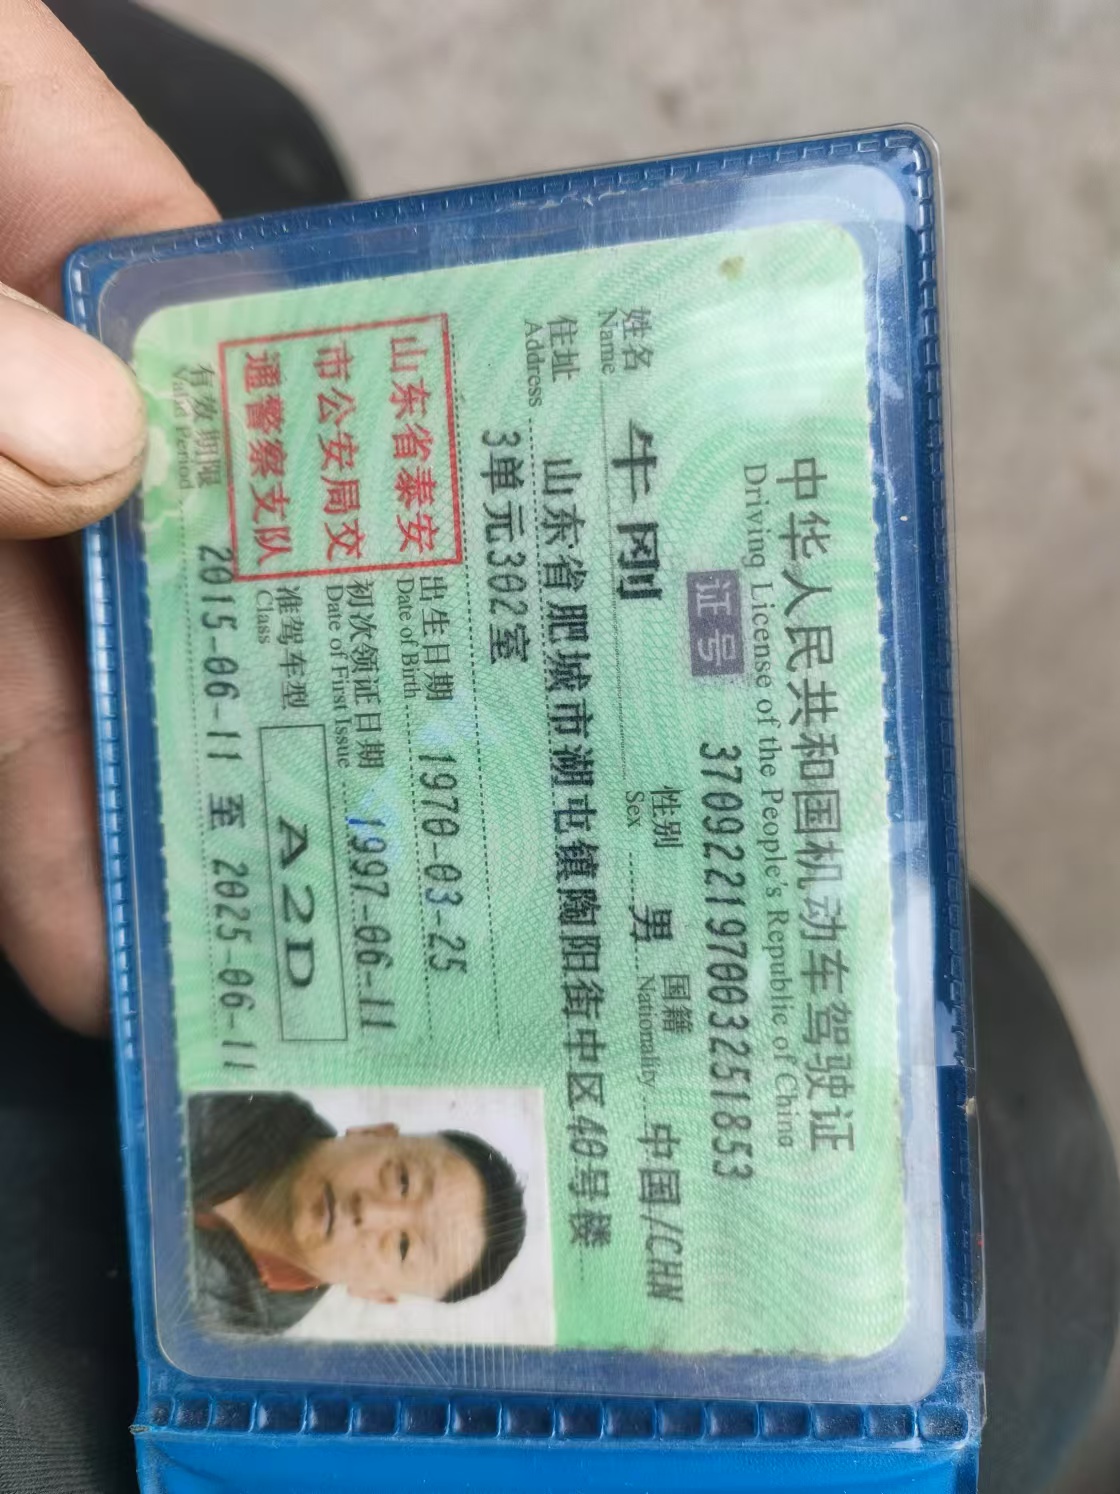 中华人民共和国机动车驾驶证
Driving License of the People's Republic of China
证号 370922197003251853
姓名 牛刚 性别 男 国籍 中国/CHN
Name Sex Nationality
住址 山东省肥城市湖屯镇陶阳街中区40号楼
Address
3单元302室
山东省泰安
市公安局交
通警察支队
出生日期 1970-03-25
Date of Birth
初次领证日期 1997-06-11
Date of First Issue
准驾车型 A2D
Class
有效期限 2015-06-11 至 2025-06-11
Valid Period